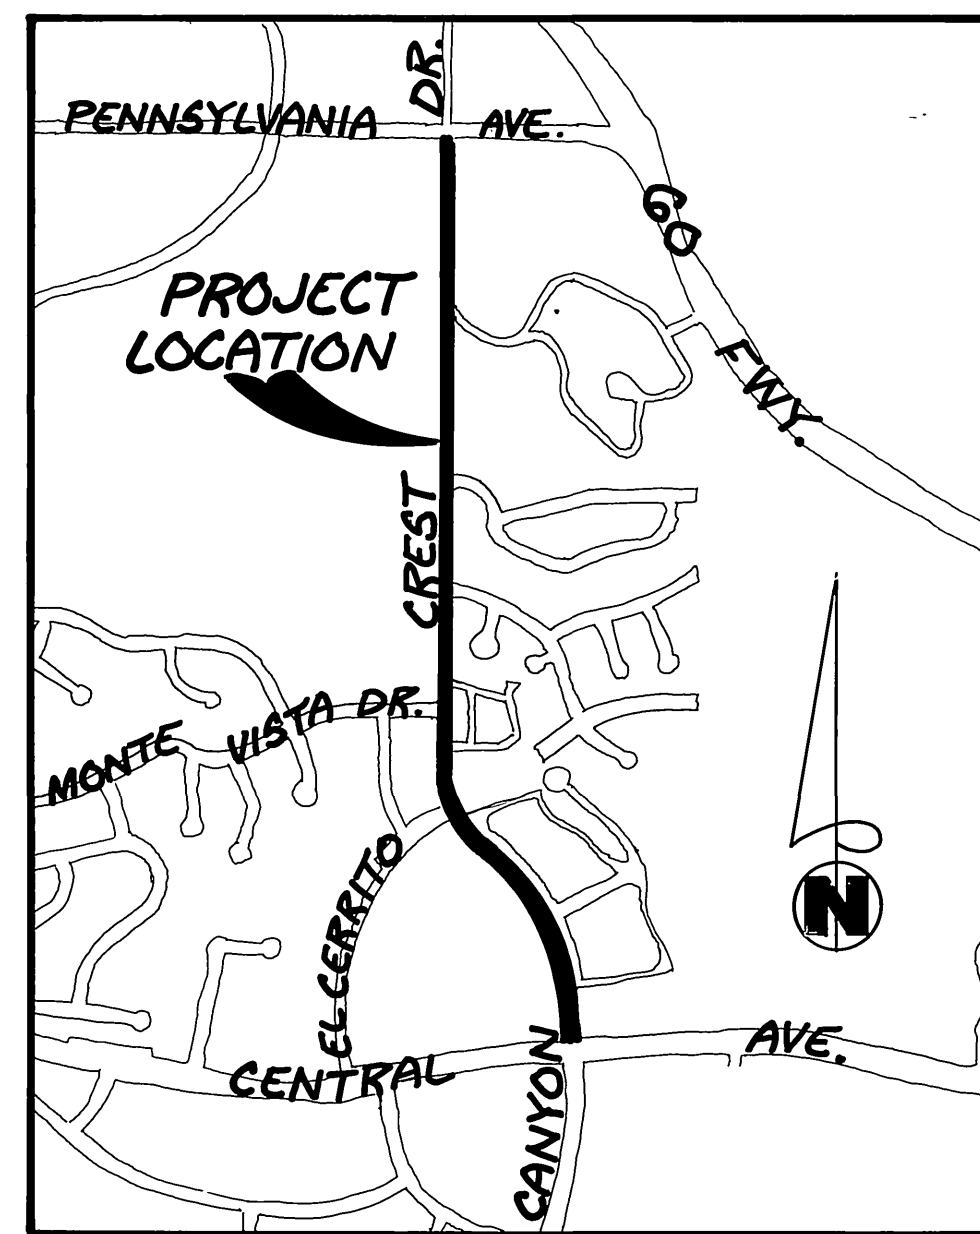 DR.
PENNSYLVANIA AVE.
60 FWY.
PROJECT
LOCATION
CREST
MONTE VISTA DR.
EL CERRITO
CENTRAL AVE.
CANYON
N